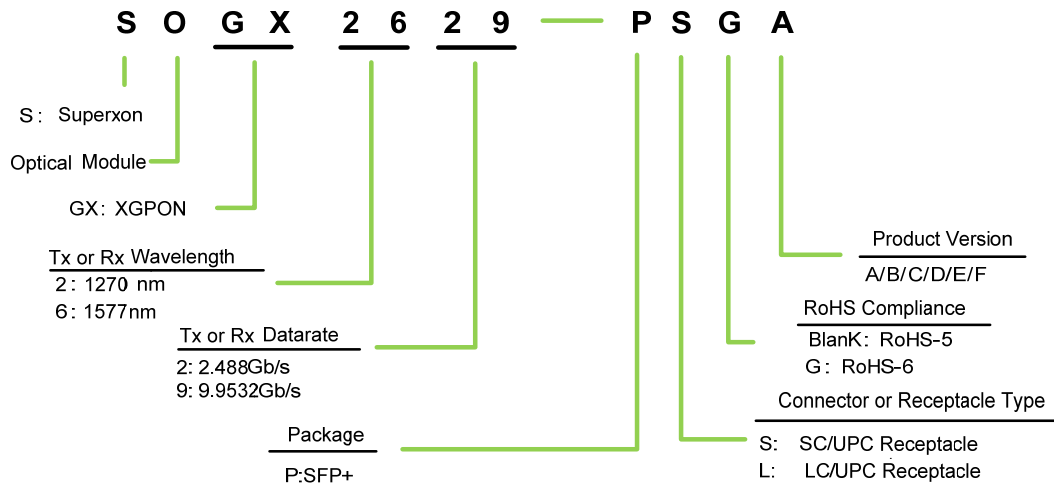 S O G X 2 6 2 9 — P S G A
S: Superxon
Optical Module
GX: XGPON
Tx or Rx Wavelength
2: 1270 nm
6: 1577nm
Tx or Rx Datarate
2: 2.488Gb/s
9: 9.9532Gb/s
Package
P:SFP+
Product Version
A/B/C/D/E/F
RoHS Compliance
BlanK: RoHS-5
G: RoHS-6
Connector or Receptacle Type
S: SC/UPC Receptacle
L: LC/UPC Receptacle